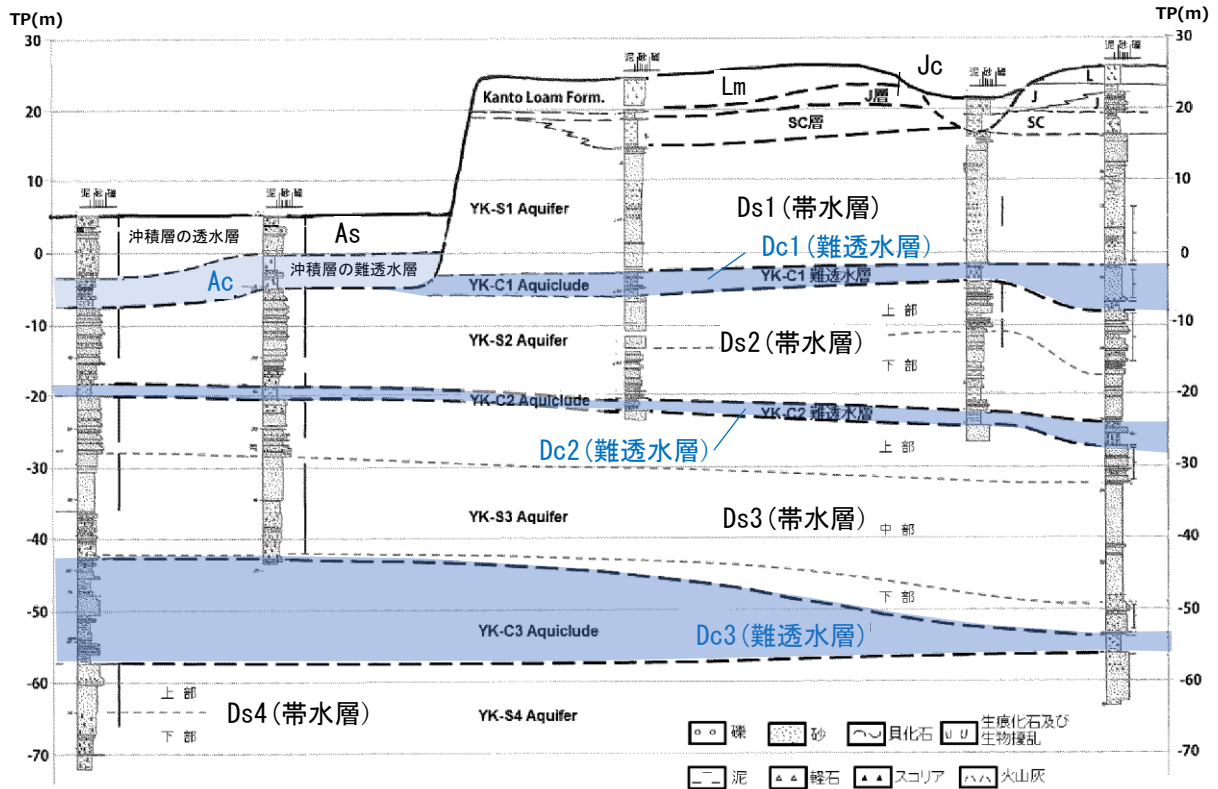 TP(m)
TP(m)
30
20
10
0
-10
-20
-30
-40
-50
-60
-70
30
20
10
0
-10
-20
-30
-40
-50
-60
-70
泥 砂 礫
泥 砂 礫
泥 砂 礫
泥 砂 礫
泥 砂 礫
Kanto Loam Form.
Lm
Jc
J層
SC層
L
J
J
SC
YK-S1 Aquifer
Ds1(帯水層)
沖積層の透水層
As
沖積層の難透水層
Ac
Dc1(難透水層)
YK-C1 Aquiclude
YK-C1 難透水層
上 部
YK-S2 Aquifer
Ds2(帯水層)
下 部
YK-C2 Aquiclude
YK-C2 難透水層
Dc2(難透水層)
上 部
YK-S3 Aquifer
Ds3(帯水層)
中 部
下 部
YK-C3 Aquiclude
Dc3(難透水層)
上 部
Ds4(帯水層)
YK-S4 Aquifer
下 部
礫
砂
貝化石
生痕化石及び
生物擾乱
泥
軽石
スコリア
火山灰